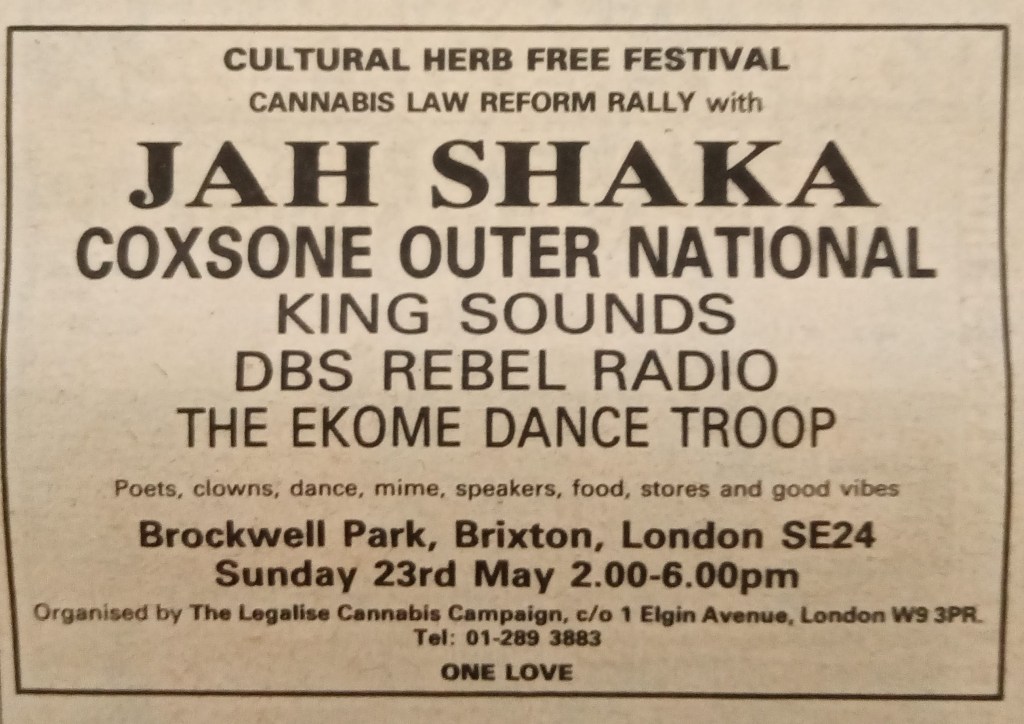 CULTURAL HERB FREE FESTIVAL
CANNABIS LAW REFORM RALLY with
JAH SHAKA
COXSONE OUTER NATIONAL
KING SOUNDS
DBS REBEL RADIO
THE EKOME DANCE TROOP
Poets, clowns, dance, mime, speakers, food, stores and good vibes
Brockwell Park, Brixton, London SE24
Sunday 23rd May 2.00-6.00pm
Organised by The Legalise Cannabis Campaign, c/o 1 Elgin Avenue, London W9 3PR.
Tel: 01-289 3883
ONE LOVE